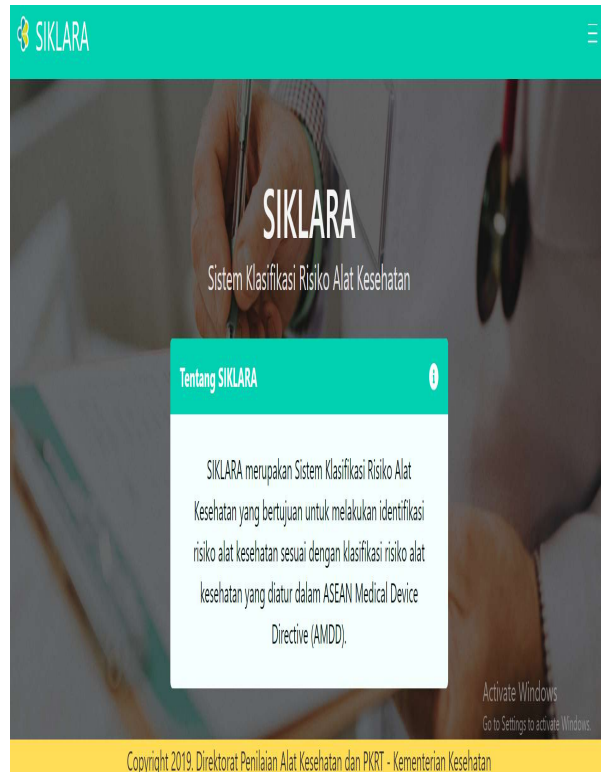 SIKLARA
SIKLARA
Sistem Klasifikasi Risiko Alat Kesehatan
Tentang SIKLARA
SIKLARA merupakan Sistem Klasifikasi Risiko Alat
Kesehatan yang bertujuan untuk melakukan identifikasi
risiko alat kesehatan sesuai dengan klasifikasi risiko alat
kesehatan yang diatur dalam ASEAN Medical Device
Directive (AMDD).
Activate Windows
Go to Settings to activate Windows.
Copyright 2019. Direktorat Penilaian Alat Kesehatan dan PKRT - Kementerian Kesehatan